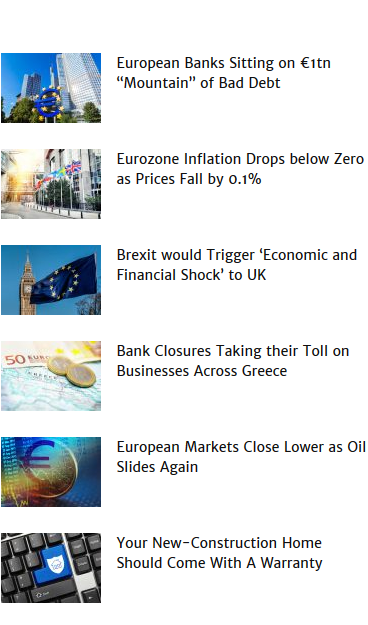 European Banks Sitting on €1tn
“Mountain” of Bad Debt
Eurozone Inflation Drops below Zero
as Prices Fall by 0.1%
Brexit would Trigger ‘Economic and
Financial Shock’ to UK
50 EURO
Bank Closures Taking their Toll on
Businesses Across Greece
European Markets Close Lower as Oil
Slides Again
Your New-Construction Home
Should Come With A Warranty